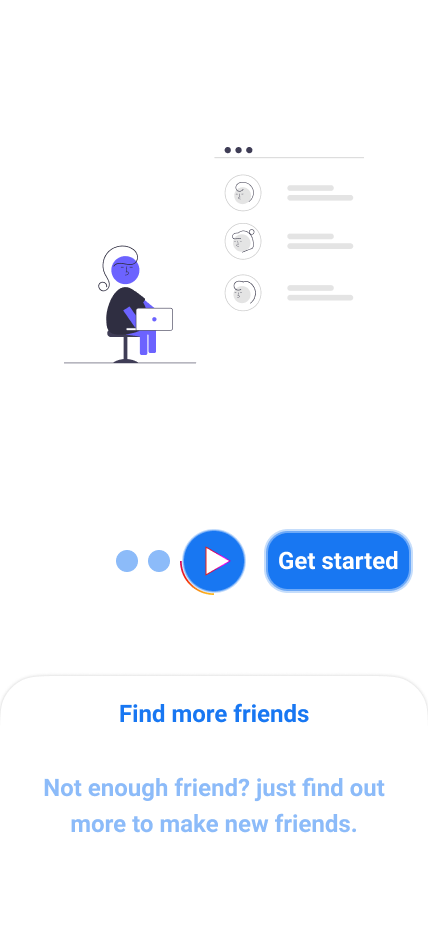 Get started
Find more friends
Not enough friend? just find out
more to make new friends.